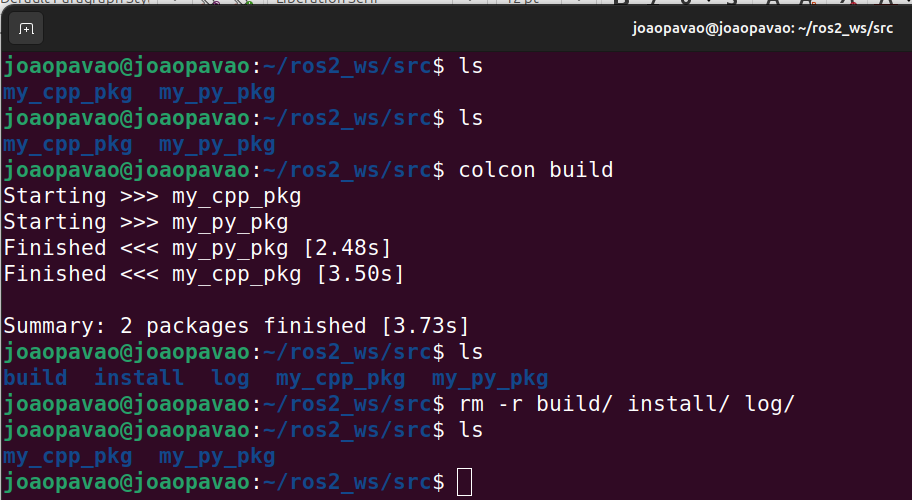 joaopavao@joaopavao: ~/ros2_ws/src
joaopavao@joaopavao:~/ros2_ws/src$ ls
my_cpp_pkg  my_py_pkg
joaopavao@joaopavao:~/ros2_ws/src$ ls
my_cpp_pkg  my_py_pkg
joaopavao@joaopavao:~/ros2_ws/src$ colcon build
Starting >>> my_cpp_pkg
Starting >>> my_py_pkg
Finished <<< my_py_pkg [2.48s]
Finished <<< my_cpp_pkg [3.50s]

Summary: 2 packages finished [3.73s]
joaopavao@joaopavao:~/ros2_ws/src$ ls
build  install  log  my_cpp_pkg  my_py_pkg
joaopavao@joaopavao:~/ros2_ws/src$ rm -r build/ install/ log/
joaopavao@joaopavao:~/ros2_ws/src$ ls
my_cpp_pkg  my_py_pkg
joaopavao@joaopavao:~/ros2_ws/src$